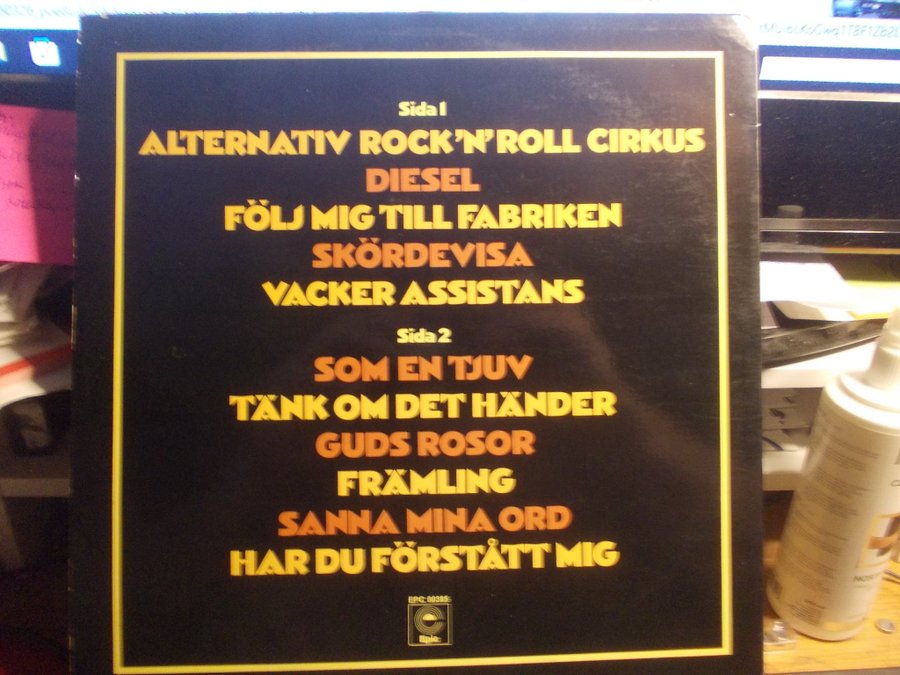 Sida 1
ALTERNATIV ROCK'N'ROLL CIRKUS
DIESEL
FÖLJ MIG TILL FABRIKEN
SKÖRDEVISA
VACKER ASSISTANS
Sida 2
SOM EN TJUV
TÄNK OM DET HÄNDER
GUDS ROSOR
FRÄMLING
SANNA MINA ORD
HAR DU FÖRSTÅTT MIG
EPC
Epic